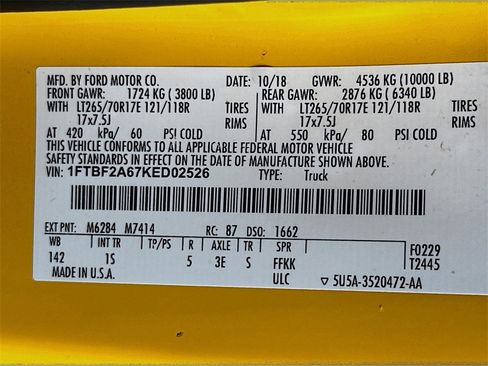 MFD. BY FORD MOTOR CO. DATE: 10/18 GVWR: 4536 KG (10000 LB)
FRONT GAWR: 1724 KG ( 3800 LB) REAR GAWR: 2876 KG ( 6340 LB)
WITH LT265/70R17E 121/118R TIRES WITH LT265/70R17E 121/118R TIRES
17x7.5J RIMS 17x7.5J RIMS
AT 420 kPa/ 60 PSI COLD AT 550 kPa/ 80 PSI COLD
THIS VEHICLE CONFORMS TO ALL APPLICABLE FEDERAL MOTOR VEHICLE
SAFETY STANDARDS IN EFFECT ON THE DATE OF MANUFACTURE SHOWN ABOVE.
VIN: 1FTBF2A67KED02526 TYPE: Truck
EXT PNT: M6284 M7414 RC: 87 DSO: 1662
WB INT TR TP/PS R AXLE TR SPR F0229
142 1S 5 3E S FFKK T2445
MADE IN U.S.A. ULC ▽ 5U5A-3520472-AA